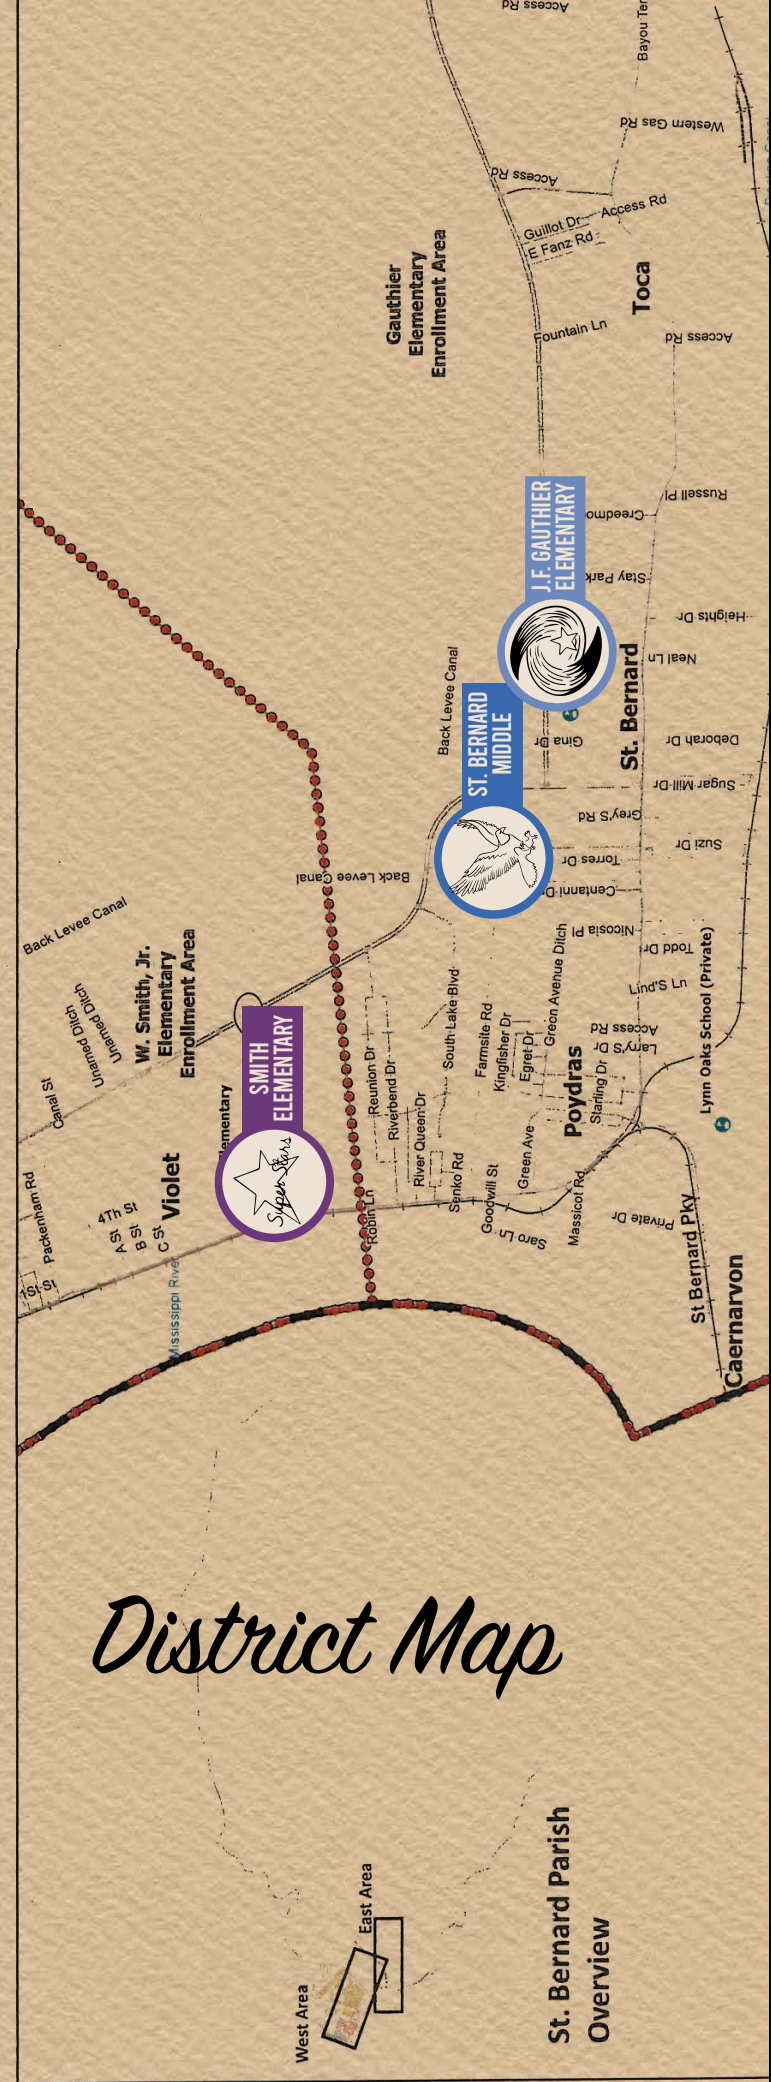 Access Rd
Bayou Ter
Western Gas Rd
Access Rd
Access Rd
Guillot Dr
E Fanz Rd
Gauthier
Elementary
Enrollment Area
Toca
Fountain Ln
Access Rd
J.F. GAUTHIER
ELEMENTARY
Russell Pl
Creedmo
Stay Park
Heights Dr
Neal Ln
St. Bernard
Back Levee Canal
ST. BERNARD
MIDDLE
Gina Dr
Deborah Dr
Sugar Mill Dr
Grey'S Rd
Suzi Dr
Torres Dr
Back Levee Canal
Centanni D
Back Levee Canal
W. Smith, Jr.
Elementary
Enrollment Area
Nicosia Pl
Todd Dr
Lind'S Ln
Unamed Ditch
Unamed Ditch
South Lake Blvd
Green Avenue Ditch
Farmsite Rd
Kingfisher Dr
Egret Dr
Access Rd
Larry'S Dr
Lynn Oaks School (Private)
SMITH
ELEMENTARY
Super Stars
Canal St
Reunion Dr
Riverbend Dr
River Queen Dr
Poydras
Starling Dr
lementary
Violet
Packenham Rd
4Th St
A St
B St
C St
1St St
Senko Rd
Green Ave
Goodwill St
Robin Ln
Saro Ln
Massicot Rd
Private Dr
St Bernard Pky
Mississippi Rive
Caernarvon
District Map
East Area
West Area
St. Bernard Parish
Overview